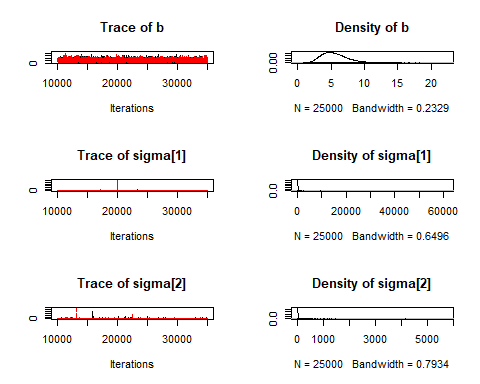 Trace of b
Density of b
0
10000 20000 30000
Iterations
0.00
0 5 10 15 20
N = 25000 Bandwidth = 0.2329
Trace of sigma[1]
Density of sigma[1]
0
10000 20000 30000
Iterations
0.0
0 20000 40000 60000
N = 25000 Bandwidth = 0.6496
Trace of sigma[2]
Density of sigma[2]
0
10000 20000 30000
Iterations
0.0
0 1000 3000 5000
N = 25000 Bandwidth = 0.7934